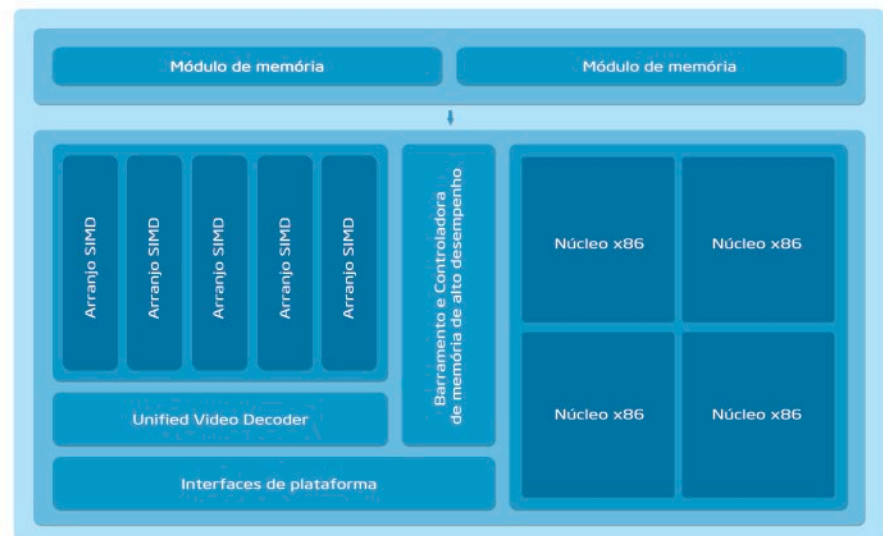 Módulo de memória
Módulo de memória
Arranjo SIMD
Arranjo SIMD
Arranjo SIMD
Arranjo SIMD
Arranjo SIMD
Barramento e Controladora
de memória de alto desempenho
Núcleo x86
Núcleo x86
Núcleo x86
Núcleo x86
Unified Video Decoder
Interfaces de plataforma